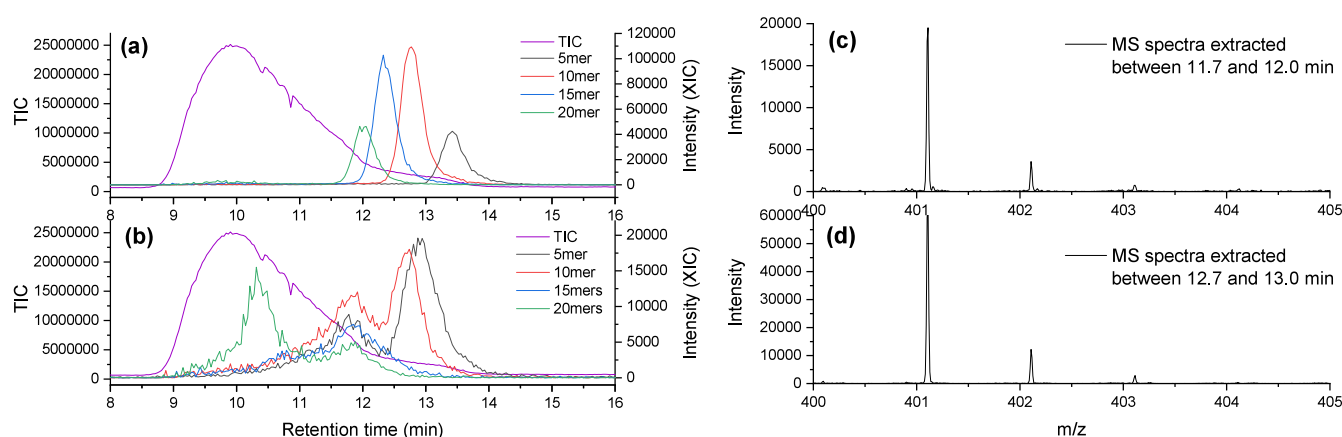 (a)
TIC
5mer
10mer
15mer
20mer
25000000
20000000
15000000
10000000
5000000
0
TIC
120000
100000
80000
60000
40000
20000
0
Intensity (XIC)
8 9 10 11 12 13 14 15 16
(b)
TIC
5mer
10mer
15mers
20mers
25000000
20000000
15000000
10000000
5000000
0
TIC
20000
15000
10000
5000
0
Intensity (XIC)
8 9 10 11 12 13 14 15 16
Retention time (min)
(c)
MS spectra extracted
between 11.7 and 12.0 min
20000
15000
10000
5000
0
Intensity
400 401 402 403 404 405
(d)
MS spectra extracted
between 12.7 and 13.0 min
60000
50000
40000
30000
20000
10000
0
Intensity
400 401 402 403 404 405
m/z